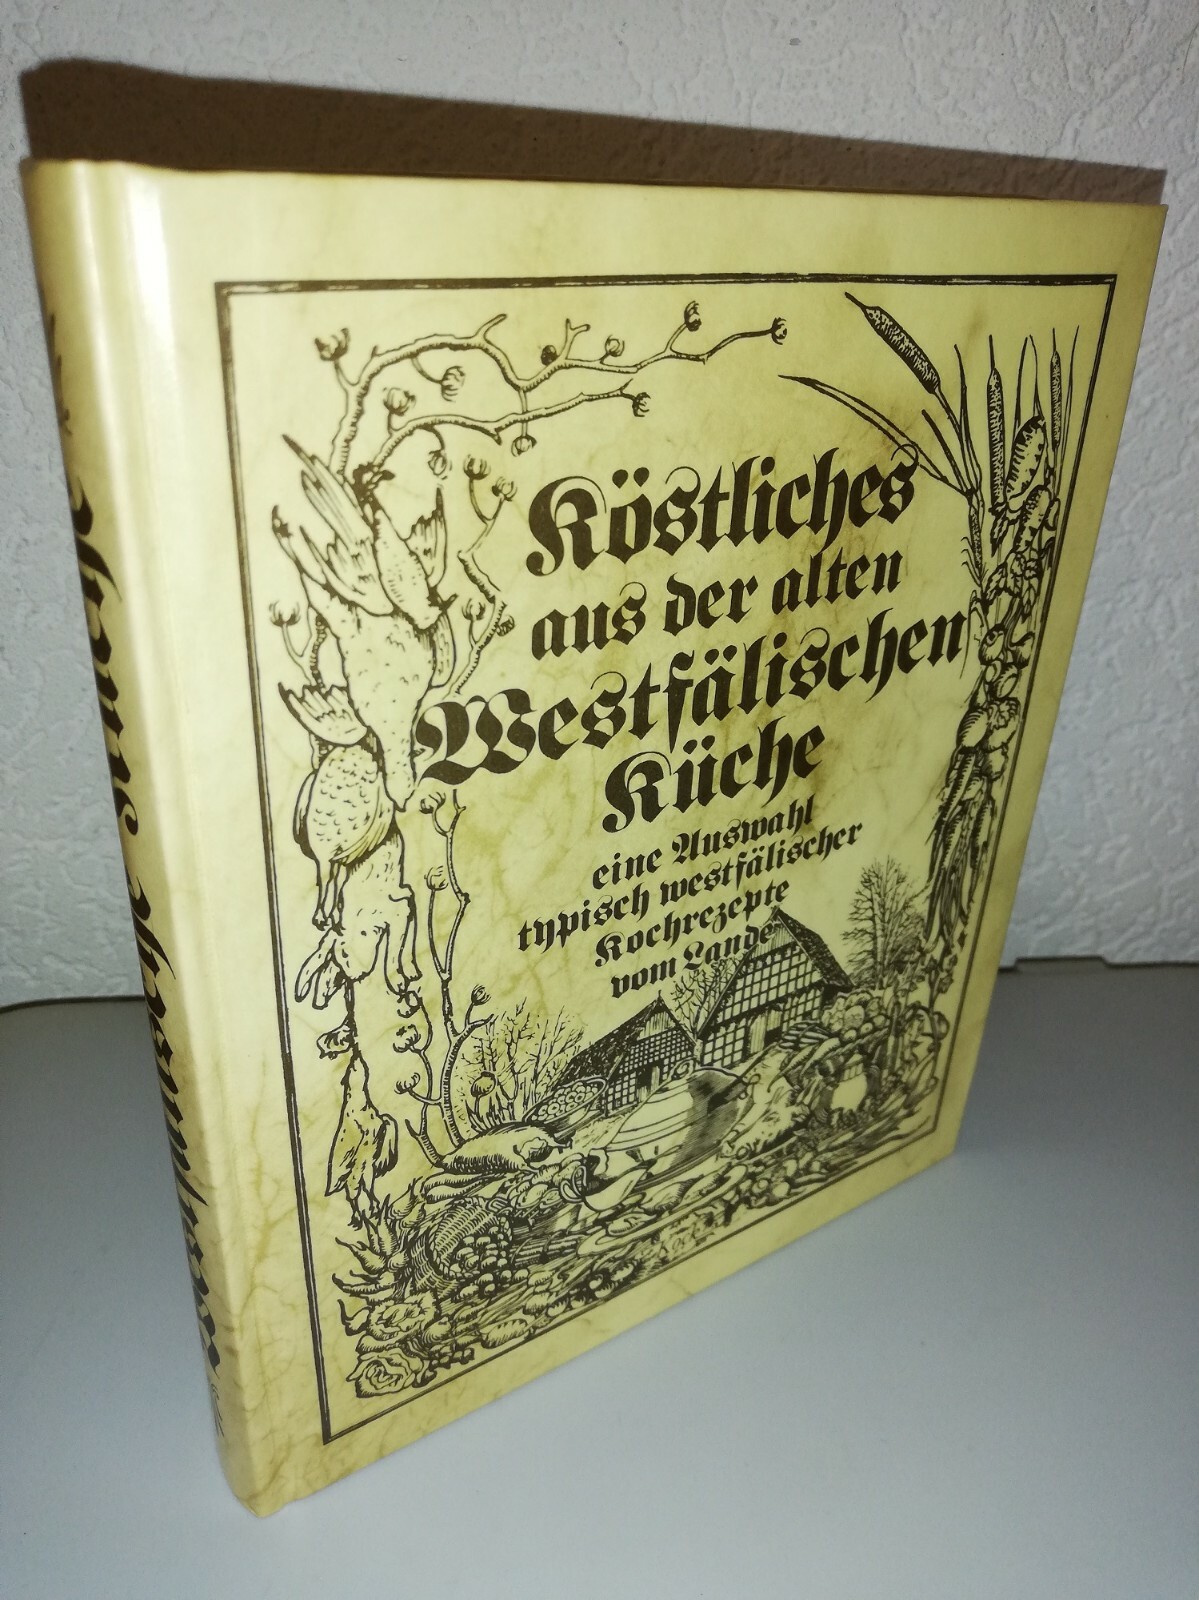 Köstliches
aus der alten
Westfälischen
Küche
eine Auswahl
typisch westfälischer
Kochrezepte
vom Lande